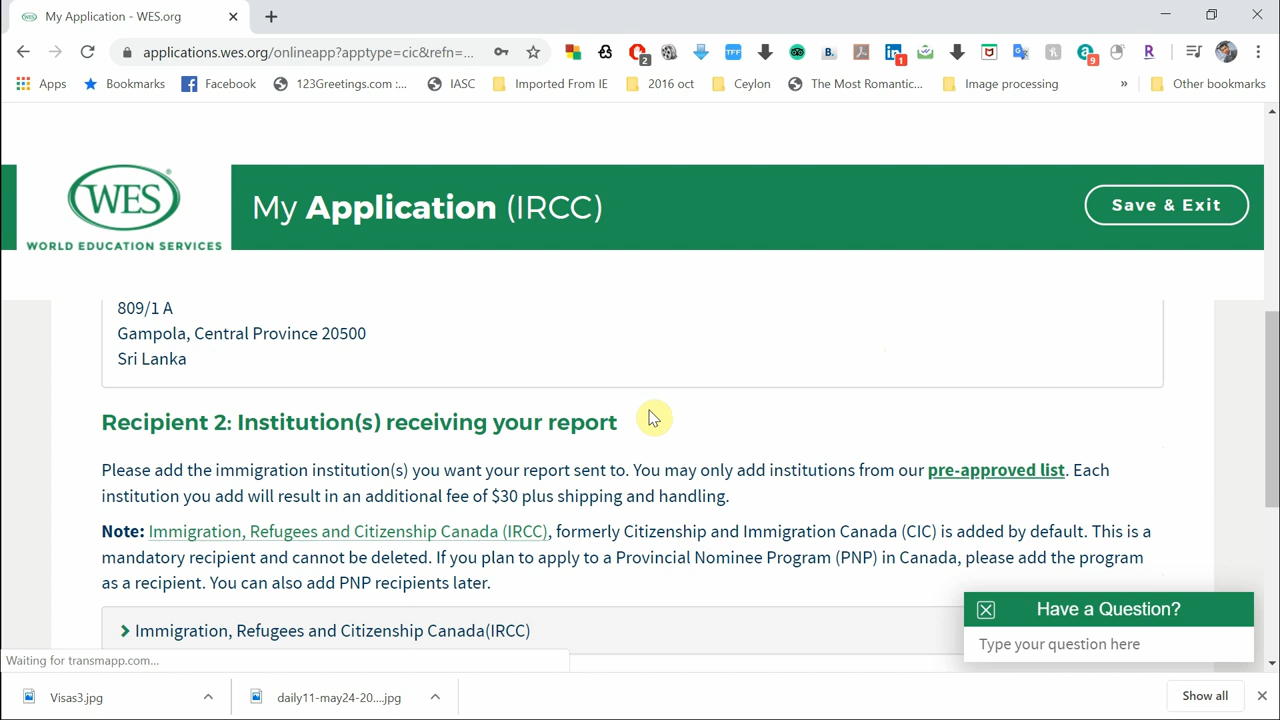 My Application - WES.org
applications.wes.org/onlineapp?apptype=cic&refn=...
Apps
Bookmarks
Facebook
123Greetings.com :...
IASC
Imported From IE
2016 oct
Ceylon
The Most Romantic...
Image processing
»
Other bookmarks
WES
WORLD EDUCATION SERVICES
My Application (IRCC)
Save & Exit
809/1 A
Gampola, Central Province 20500
Sri Lanka
Recipient 2: Institution(s) receiving your report
Please add the immigration institution(s) you want your report sent to. You may only add institutions from our pre-approved list. Each
institution you add will result in an additional fee of $30 plus shipping and handling.
Note: Immigration, Refugees and Citizenship Canada (IRCC), formerly Citizenship and Immigration Canada (CIC) is added by default. This is a
mandatory recipient and cannot be deleted. If you plan to apply to a Provincial Nominee Program (PNP) in Canada, please add the program
as a recipient. You can also add PNP recipients later.
Immigration, Refugees and Citizenship Canada(IRCC)
Have a Question?
Type your question here
Waiting for transmapp.com...
Visas3.jpg
daily11-may24-20....jpg
Show all